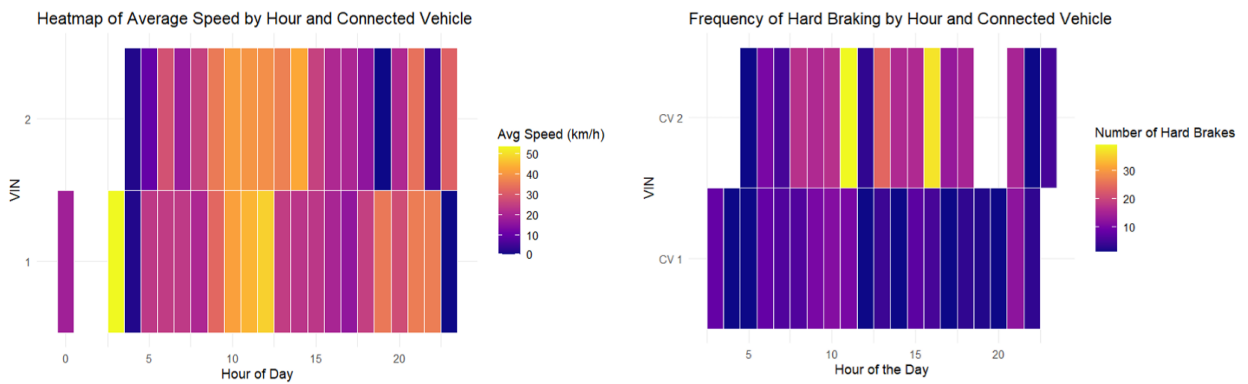 Heatmap of Average Speed by Hour and Connected Vehicle
VIN
2
1
0 5 10 15 20
Hour of Day
Avg Speed (km/h)
50
40
30
20
10
0
Frequency of Hard Braking by Hour and Connected Vehicle
VIN
CV 2
CV 1
5 10 15 20
Hour of the Day
Number of Hard Brakes
30
20
10